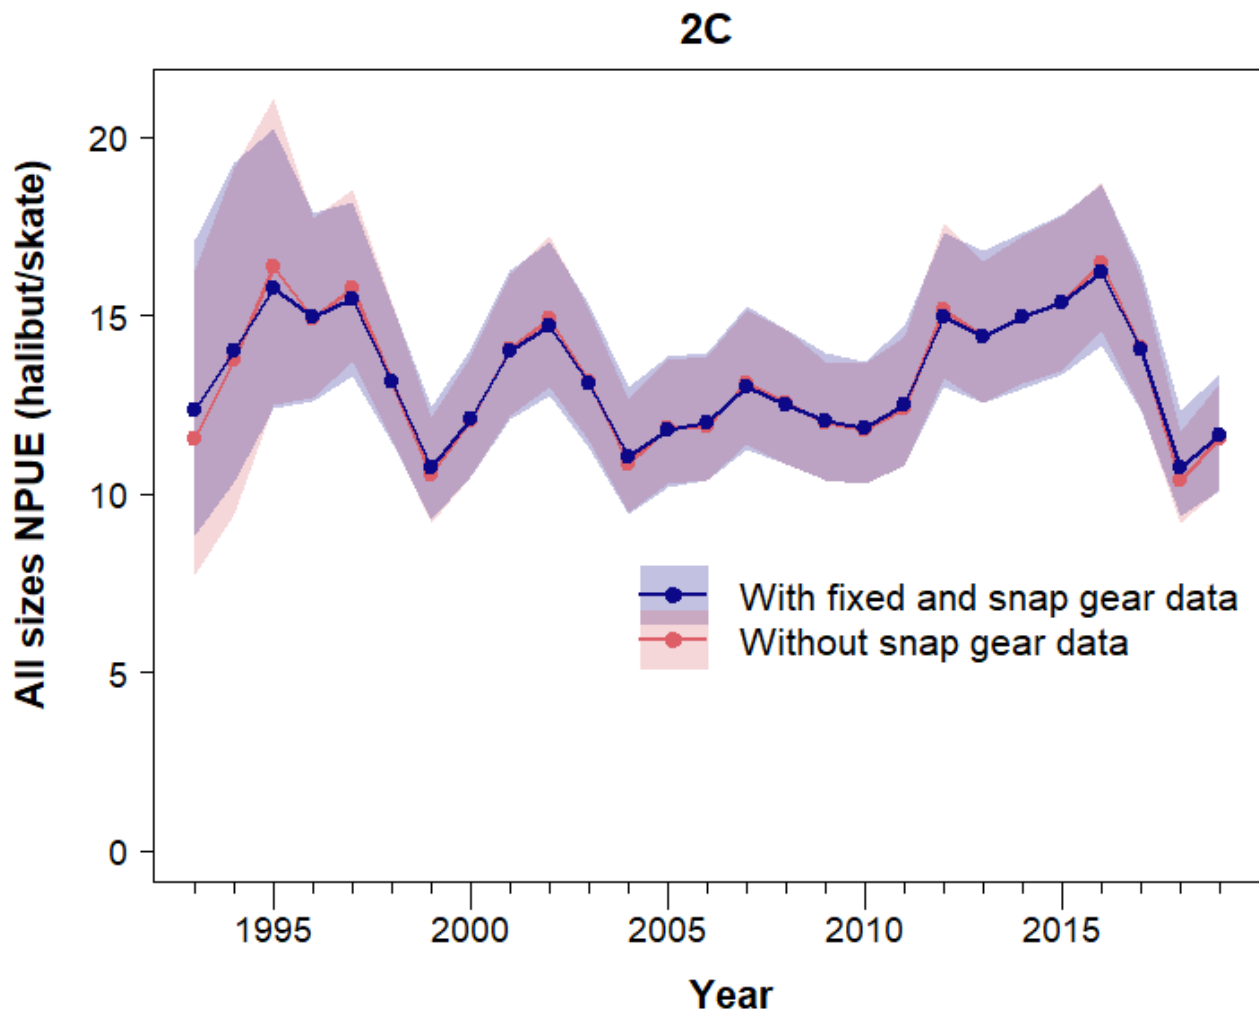 2C
All sizes NPUE (halibut/skate)
20
15
10
5
0
With fixed and snap gear data
Without snap gear data
1995 2000 2005 2010 2015
Year